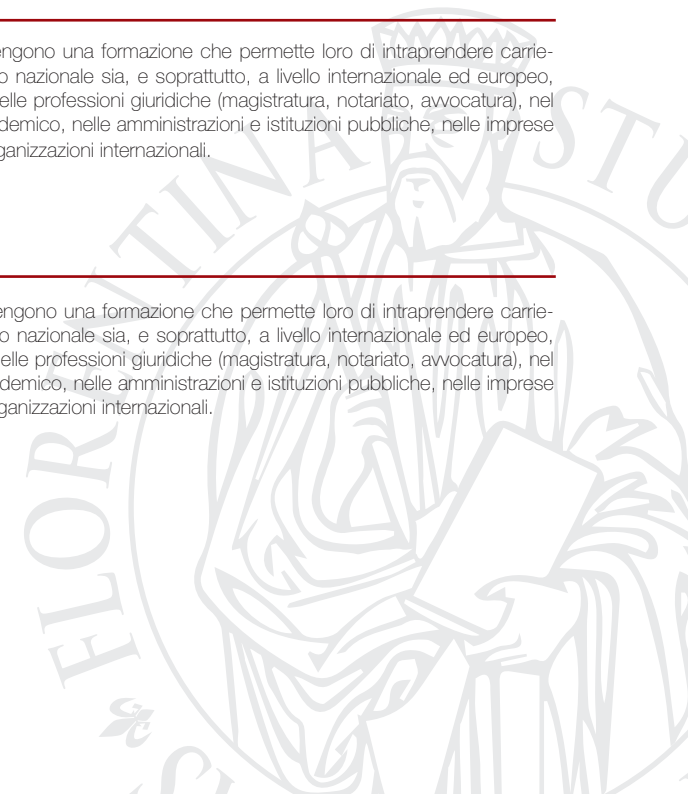 engono una formazione che permette loro di intraprendere carrie-
o nazionale sia, e soprattutto, a livello internazionale ed europeo,
elle professioni giuridiche (magistratura, notariato, avvocatura), nel
demico, nelle amministrazioni e istituzioni pubbliche, nelle imprese
ganizzazioni internazionali.
engono una formazione che permette loro di intraprendere carrie-
o nazionale sia, e soprattutto, a livello internazionale ed europeo,
elle professioni giuridiche (magistratura, notariato, avvocatura), nel
demico, nelle amministrazioni e istituzioni pubbliche, nelle imprese
ganizzazioni internazionali.
FLORENTINA STU